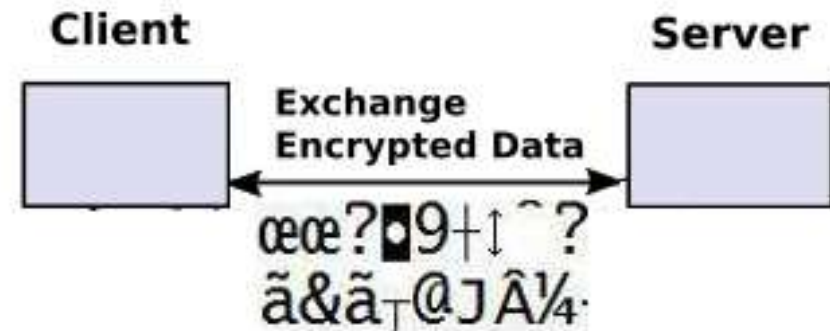 Client
Server
Exchange
Encrypted Data
œœ?◘9┼↕ˆ?
ã&ã┬@JÂ¼·